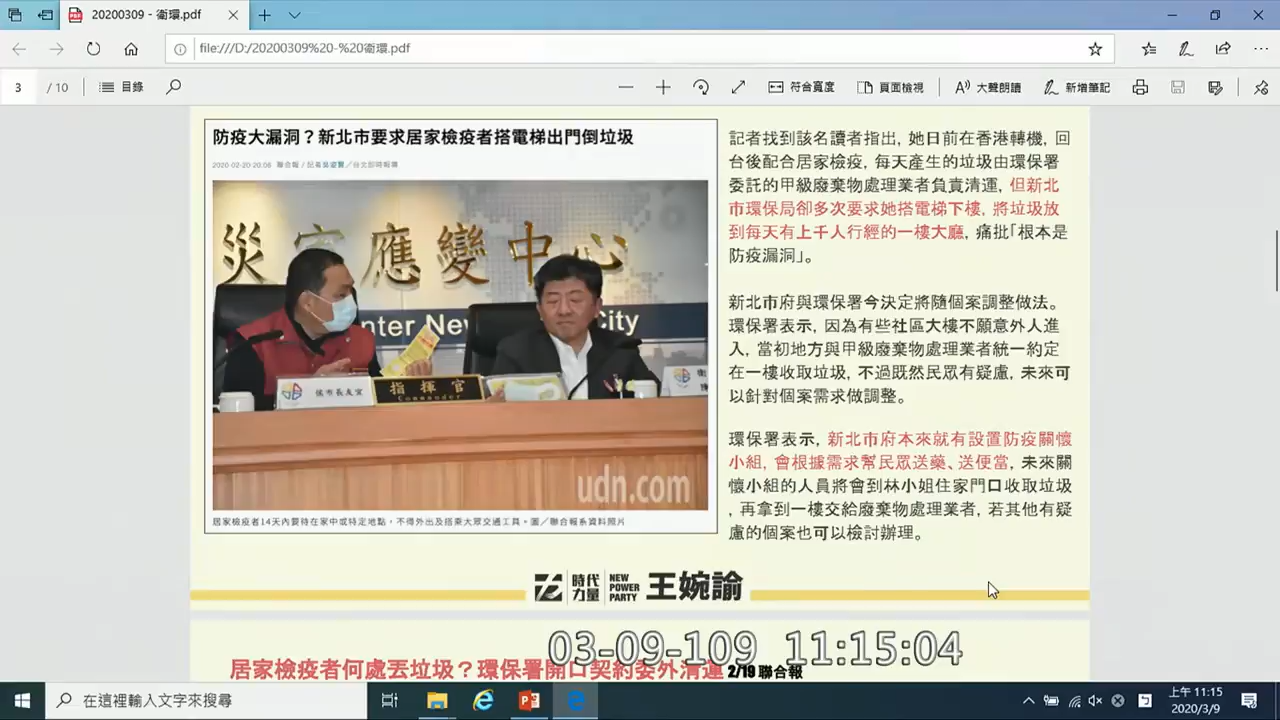 20200309 - 衛環.pdf
file:///D:/20200309%20-%20衛環.pdf
3 / 10 目錄 符合寬度 頁面檢視 大聲朗讀 新增筆記
防疫大漏洞？新北市要求居家檢疫者搭電梯出門倒垃圾
2020-02-20 20:06 聯合報 / 記者
災害應變中心
enter New
City
侯市長友宜
指揮官
Commander
udn.com
居家檢疫者14天內要待在家中或特定地點，不得外出及搭乘大眾交通工具。圖／聯合報系資料照片
記者找到該名讀者指出, 她日前在香港轉機, 回
台後配合居家檢疫, 每天產生的垃圾由環保署
委託的甲級廢棄物處理業者負責清運, 但新北
市環保局卻多次要求她搭電梯下樓, 將垃圾放
到每天有上千人行經的一樓大廳, 痛批「根本是
防疫漏洞」。
新北市府與環保署今決定將隨個案調整做法。
環保署表示, 因為有些社區大樓不願意外人進
入, 當初地方與甲級廢棄物處理業者統一約定
在一樓收取垃圾, 不過既然民眾有疑慮, 未來可
以針對個案需求做調整。
環保署表示, 新北市府本來就有設置防疫關懷
小組, 會根據需求幫民眾送藥、送便當, 未來關
懷小組的人員將會到林小姐住家門口收取垃圾
, 再拿到一樓交給廢棄物處理業者, 若其他有疑
慮的個案也可以檢討辦理。
時代力量 NEW POWER PARTY 王婉諭
03-09-109 11:15:04
居家檢疫者何處丟垃圾？環保署開口契約委外清運 2/19 聯合報
在這裡輸入文字來搜尋
上午 11:15
2020/3/9